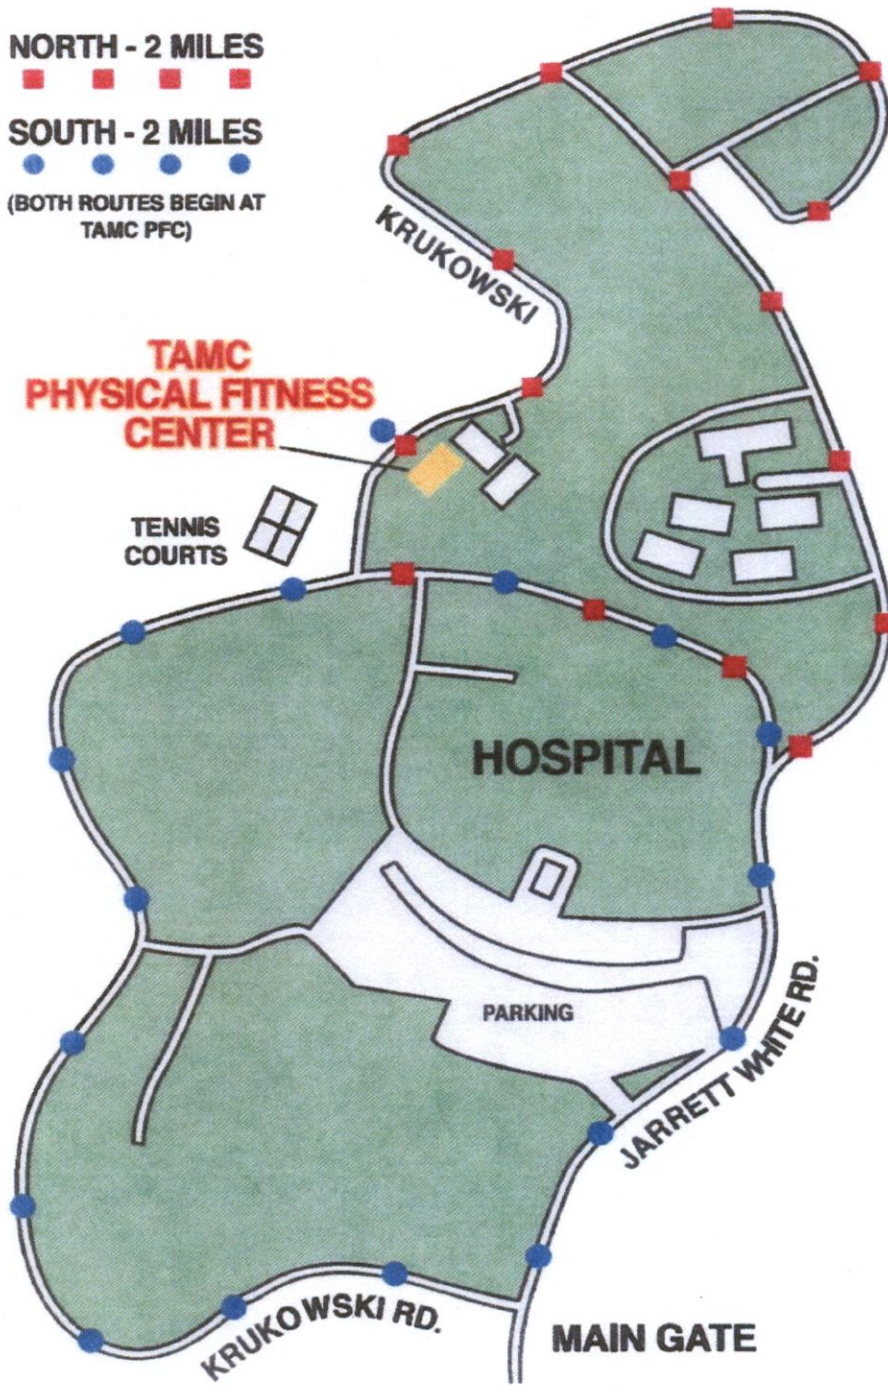 NORTH - 2 MILES
SOUTH - 2 MILES
(BOTH ROUTES BEGIN AT
TAMC PFC)
KRUKOWSKI
TAMC
PHYSICAL FITNESS
CENTER
TENNIS
COURTS
HOSPITAL
PARKING
JARRETT WHITE RD.
KRUKOWSKI RD.
MAIN GATE